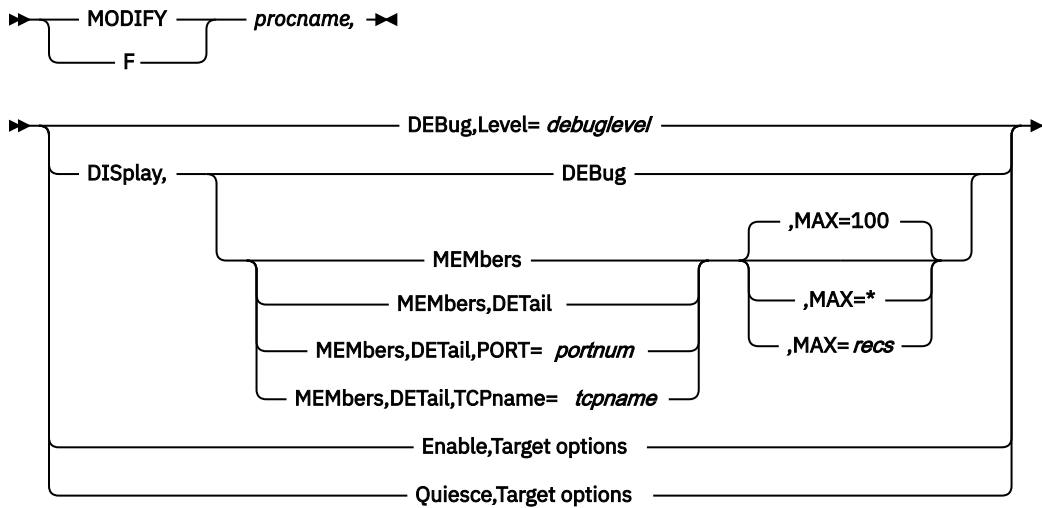 MODIFY procname,
F
DEBug,Level= debuglevel
DISplay, DEBug
,MAX=100
MEMbers
MEMbers,DETail ,MAX=*
MEMbers,DETail,PORT= portnum ,MAX= recs
MEMbers,DETail,TCPname= tcpname
Enable,Target options
Quiesce,Target options